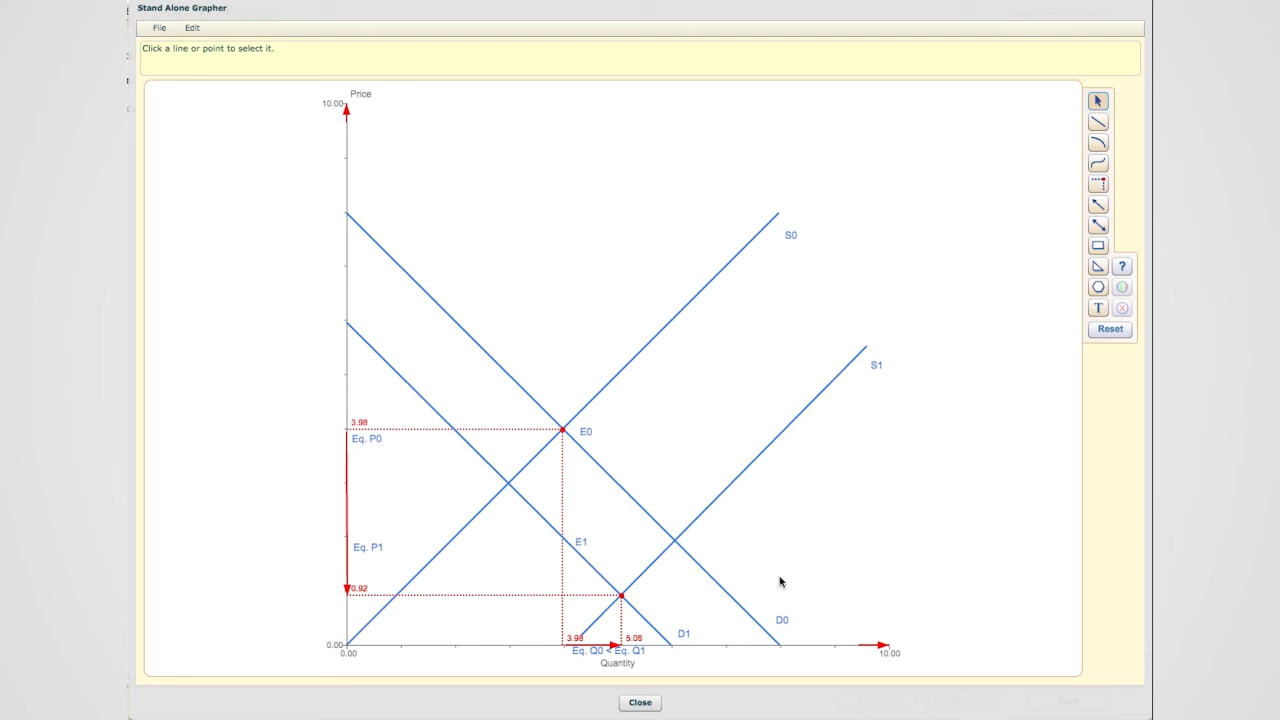 Stand Alone Grapher
File Edit
Click a line or point to select it.
Price
10.00
S0
S1
3.98
Eq. P0
E0
E1
Eq. P1
0.92
D0
D1
3.98 5.05
0.00
Eq. Q0 < Eq. Q1
0.00 10.00
Quantity
?
T
Reset
Close